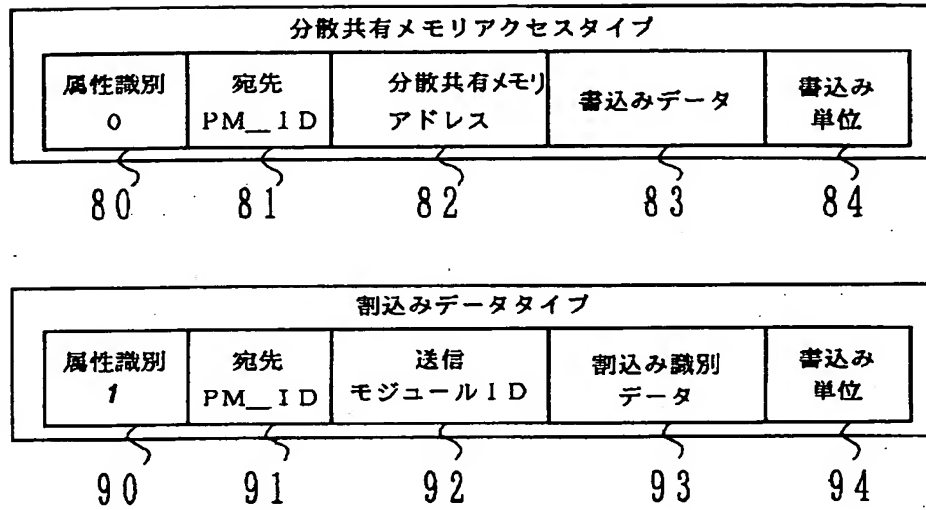 分散共有メモリアクセスタイプ
属性識別
0
宛先
PM__ID
分散共有メモリ
アドレス
書込みデータ
書込み
単位
80
81
82
83
84
割込みデータタイプ
属性識別
1
宛先
PM__ID
送信
モジュールID
割込み識別
データ
書込み
単位
90
91
92
93
94